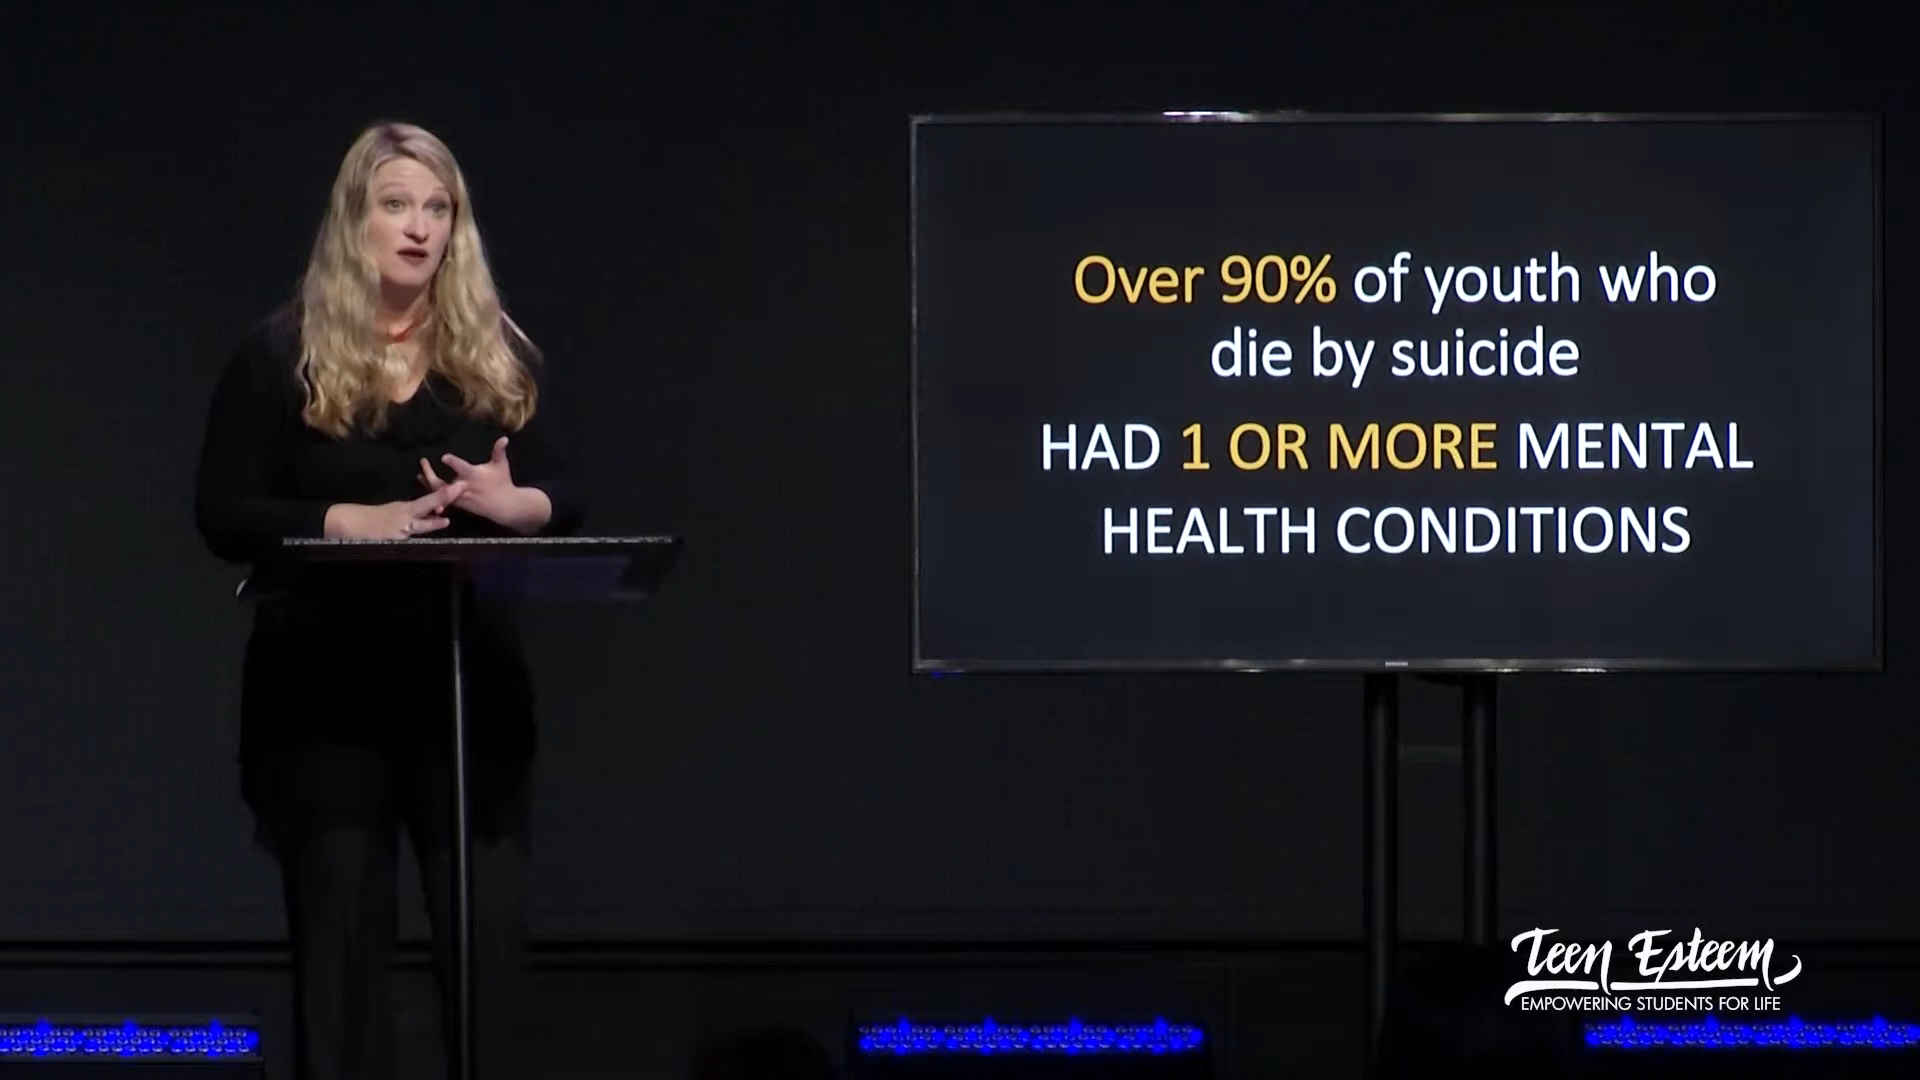 Over 90% of youth who
die by suicide
HAD 1 OR MORE MENTAL
HEALTH CONDITIONS
Teen Esteem
EMPOWERING STUDENTS FOR LIFE